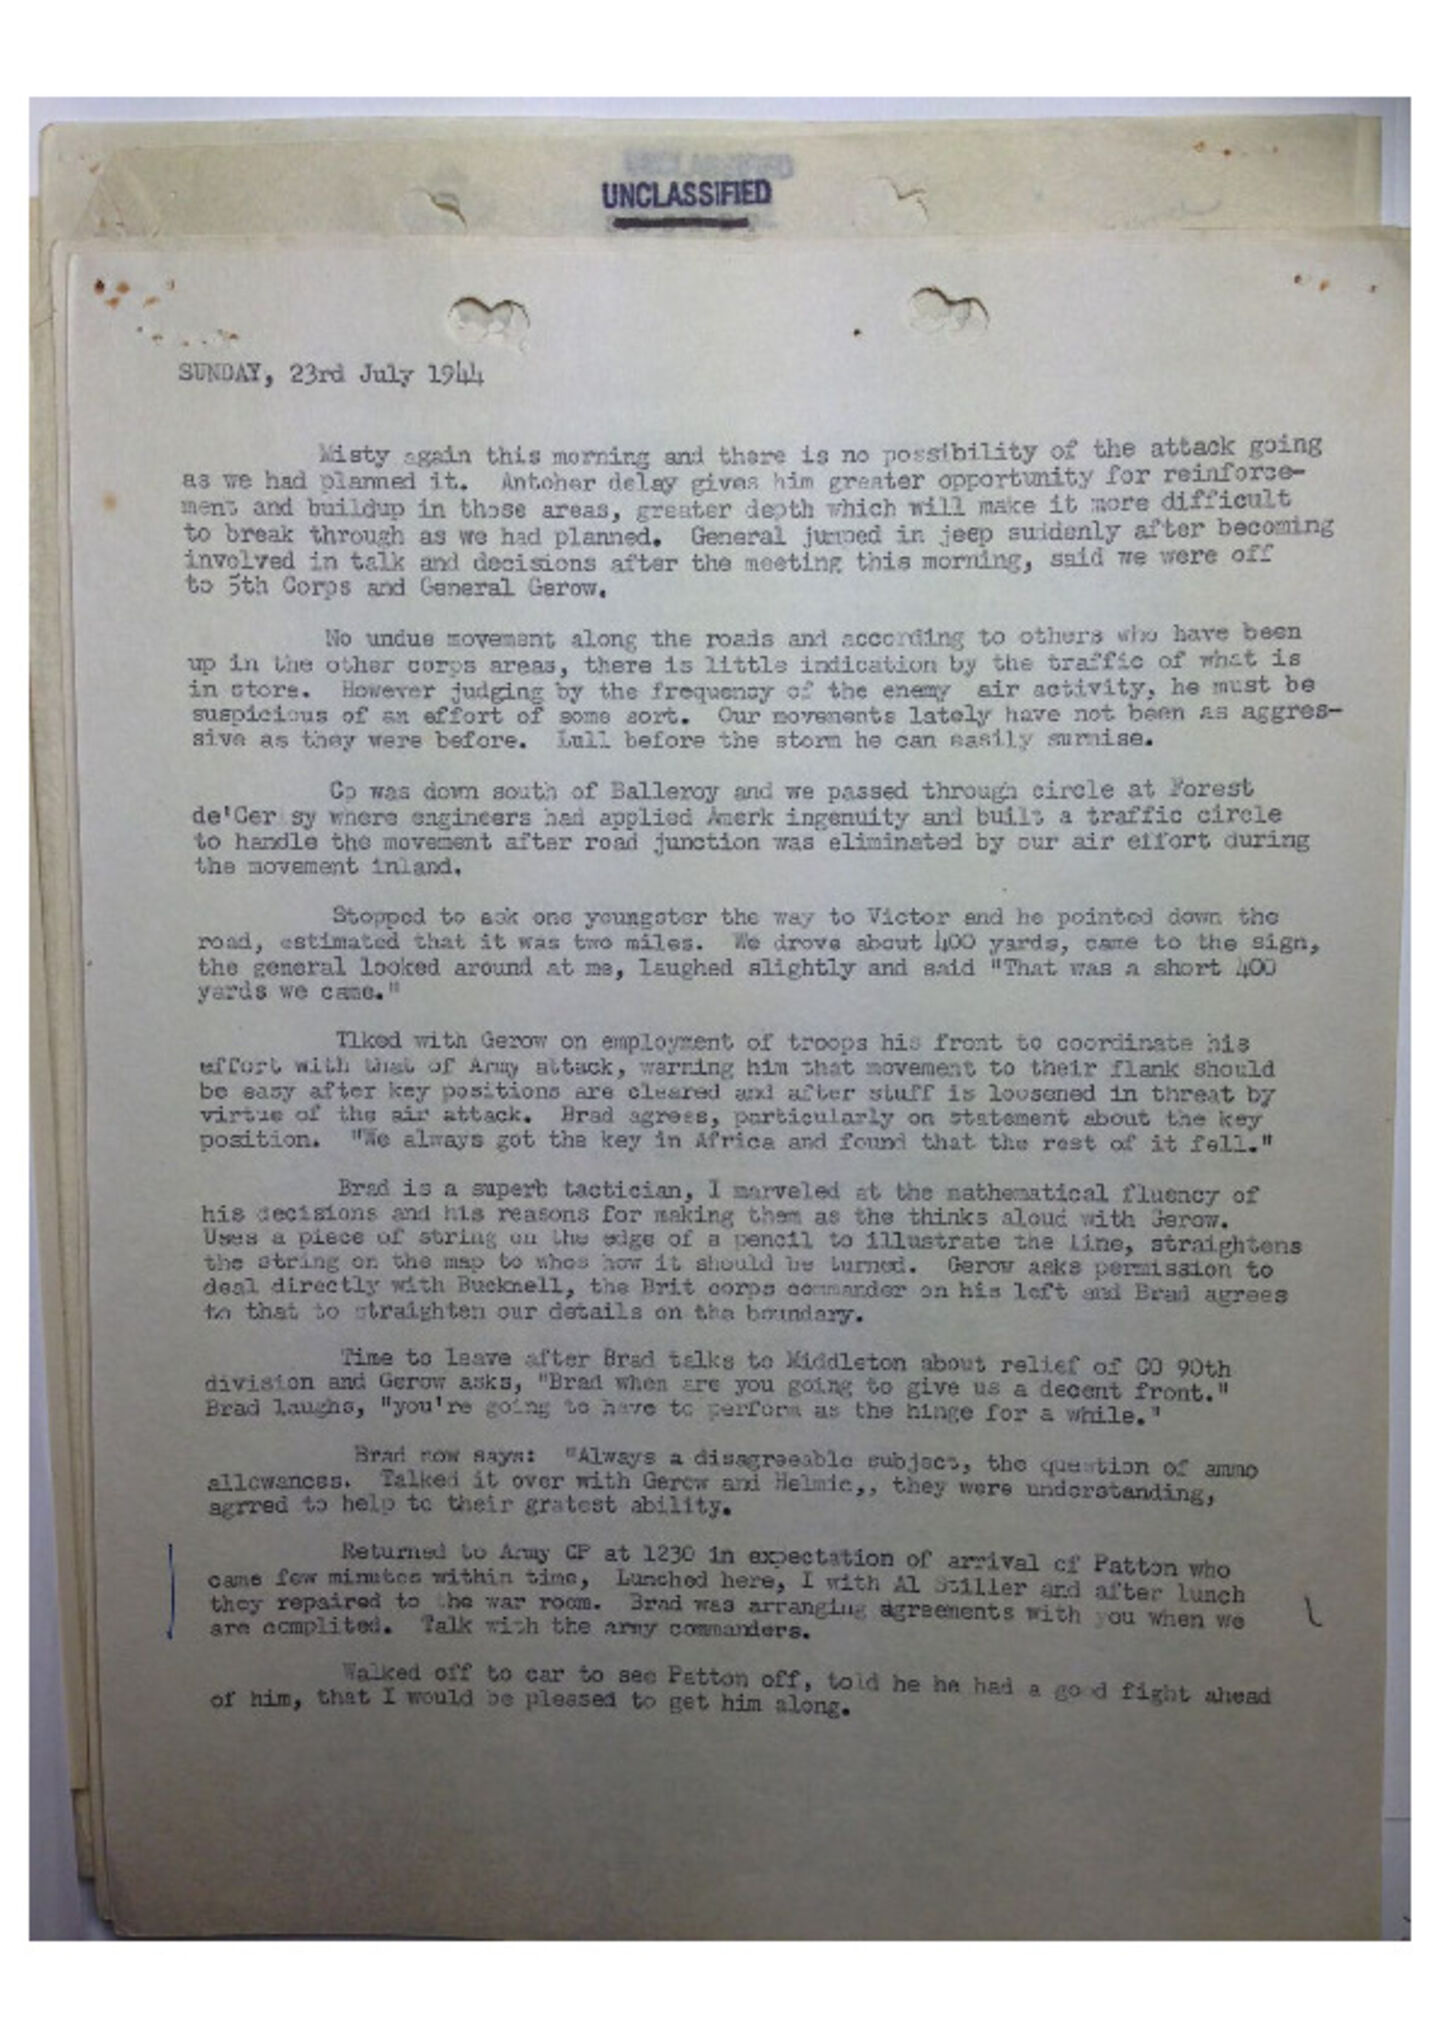 UNCLASSIFIED
SUNDAY, 23rd July 1944
Misty again this morning and there is no possibility of the attack going
as we had planned it. Antoher delay gives him greater opportunity for reinforce-
ment and buildup in those areas, greater depth which will make it more difficult
to break through as we had planned. General jumped in jeep suddenly after becoming
involved in talk and decisions after the meeting this morning, said we were off
to 5th Corps and General Gerow.
No undue movement along the roads and according to others who have been
up in the other corps areas, there is little indication by the traffic of what is
in store. However judging by the frequency of the enemy air activity, he must be
suspicious of an effort of some sort. Our movements lately have not been as aggres-
sive as they were before. Lull before the storm he can easily surmise.
Cp was down south of Balleroy and we passed through circle at Forest
de'Cerisy where engineers had applied Amerk ingenuity and built a traffic circle
to handle the movement after road junction was eliminated by our air effort during
the movement inland.
Stopped to ask one youngster the way to Victor and he pointed down the
road, estimated that it was two miles. We drove about 400 yards, came to the sign,
the general looked around at me, laughed slightly and said "That was a short 400
yards we came."
Tlked with Gerow on employment of troops his front to coordinate his
effort with that of Army attack, warning him that movement to their flank should
be easy after key positions are cleared and after stuff is loosened in threat by
virtue of the air attack. Brad agrees, particularly on statement about the key
position. "We always got the key in Africa and found that the rest of it fell."
Brad is a superb tactician, I marveled at the mathematical fluency of
his decisions and his reasons for making them as the thinks aloud with Gerow.
Uses a piece of string on the edge of a pencil to illustrate the line, straightens
the string on the map to whos how it should be turned. Gerow asks permission to
deal directly with Bucknell, the Brit corps commander on his left and Brad agrees
to that to straighten our details on the boundary.
Time to leave after Brad talks to Middleton about relief of CO 90th
division and Gerow asks, "Brad when are you going to give us a decent front."
Brad laughs, "you're going to have to perform as the hinge for a while."
Brad now says: "Always a disagreeable subject, the question of ammo
allowances. Talked it over with Gerow and Helmic,, they were understanding,
agrred to help to their gratest ability.
Returned to Army CP at 1230 in expectation of arrival of Patton who
came few minutes within time, Lunched here, I with Al Stiller and after lunch
they repaired to the war room. Brad was arranging agreements with you when we
are complited. Talk with the army commanders.
Walked off to car to see Patton off, told he he had a good fight ahead
of him, that I would be pleased to get him along.